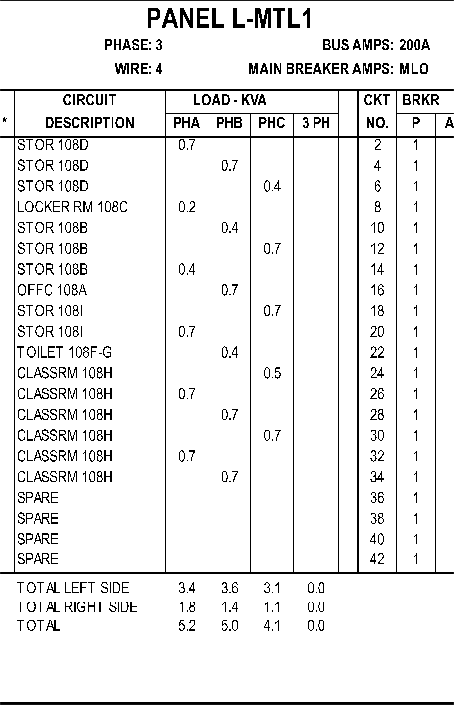 PANEL L-MTL1
PHASE: 3 BUS AMPS: 200A
WIRE: 4 MAIN BREAKER AMPS: MLO
CIRCUIT LOAD - KVA CKT BRKR
* DESCRIPTION PHA PHB PHC 3 PH NO. P A
STOR 108D 0.7 2 1
STOR 108D 0.7 4 1
STOR 108D 0.4 6 1
LOCKER RM 108C 0.2 8 1
STOR 108B 0.4 10 1
STOR 108B 0.7 12 1
STOR 108B 0.4 14 1
OFFC 108A 0.7 16 1
STOR 108I 0.7 18 1
STOR 108I 0.7 20 1
TOILET 108F-G 0.4 22 1
CLASSRM 108H 0.5 24 1
CLASSRM 108H 0.7 26 1
CLASSRM 108H 0.7 28 1
CLASSRM 108H 0.7 30 1
CLASSRM 108H 0.7 32 1
CLASSRM 108H 0.7 34 1
SPARE 36 1
SPARE 38 1
SPARE 40 1
SPARE 42 1
TOTAL LEFT SIDE 3.4 3.6 3.1 0.0
TOTAL RIGHT SIDE 1.8 1.4 1.1 0.0
TOTAL 5.2 5.0 4.1 0.0